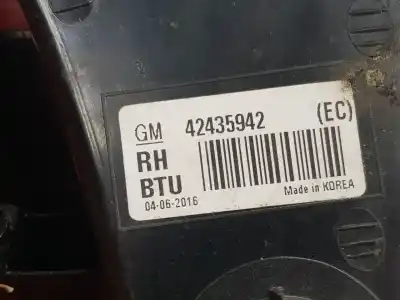 GM 42435942 (EC)
RH
BTU
04-06-2016 Made in KOREA